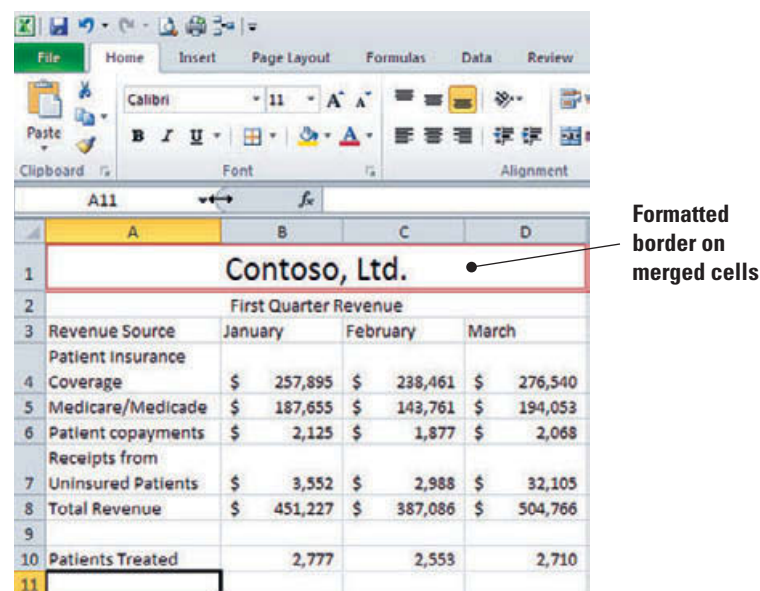 File Home Insert Page Layout Formulas Data Review
Calibri 11 A A
Paste B I U A
Clipboard Font Alignment
A11 fx
A B C D
1 Contoso, Ltd.
2 First Quarter Revenue
3 Revenue Source January February March
Patient Insurance
4 Coverage $ 257,895 $ 238,461 $ 276,540
5 Medicare/Medicade $ 187,655 $ 143,761 $ 194,053
6 Patient copayments $ 2,125 $ 1,877 $ 2,068
Receipts from
7 Uninsured Patients $ 3,552 $ 2,988 $ 32,105
8 Total Revenue $ 451,227 $ 387,086 $ 504,766
9
10 Patients Treated 2,777 2,553 2,710
11
Formatted
border on
merged cells